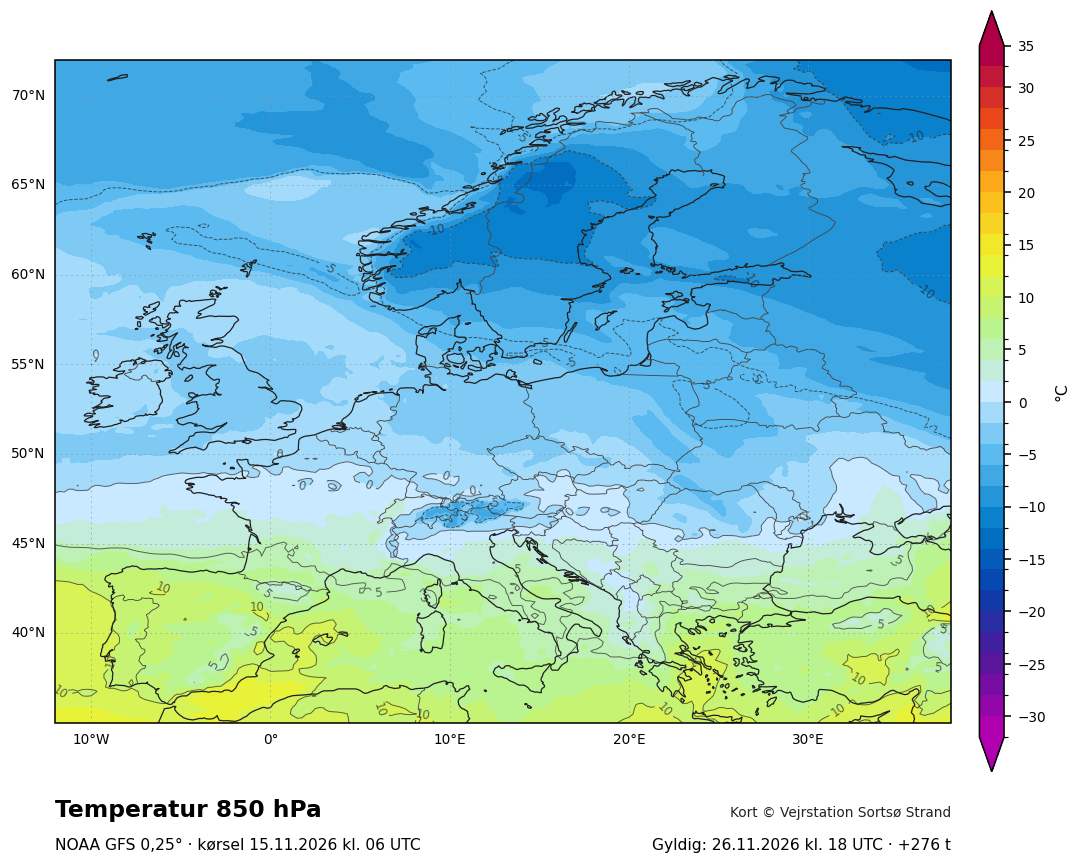 70°N
65°N
60°N
55°N
50°N
45°N
40°N
10°W
0°
10°E
20°E
30°E
35
30
25
20
15
10
5
0
−5
−10
−15
−20
−25
−30
°C
Temperatur 850 hPa
Kort © Vejrstation Sortsø Strand
NOAA GFS 0,25° · kørsel 15.11.2026 kl. 06 UTC
Gyldig: 26.11.2026 kl. 18 UTC · +276 t